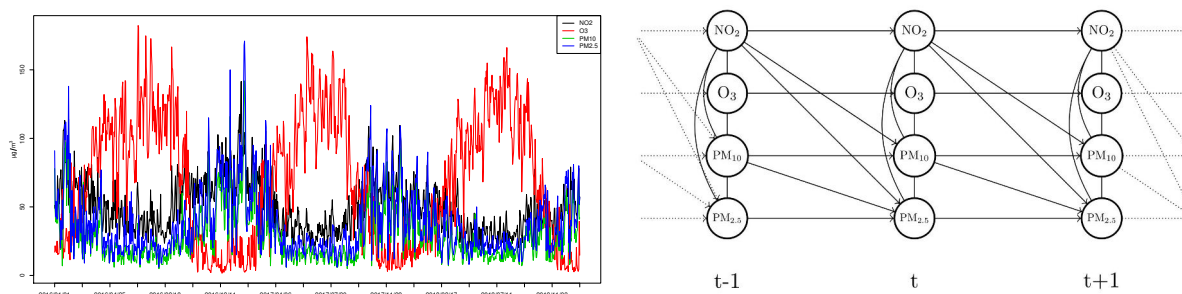 NO2
O3
PM10
PM2.5
µg/m³
150
100
50
0
NO₂
NO₂
NO₂
O₃
O₃
O₃
PM₁₀
PM₁₀
PM₁₀
PM₂.₅
PM₂.₅
PM₂.₅
t-1
t
t+1